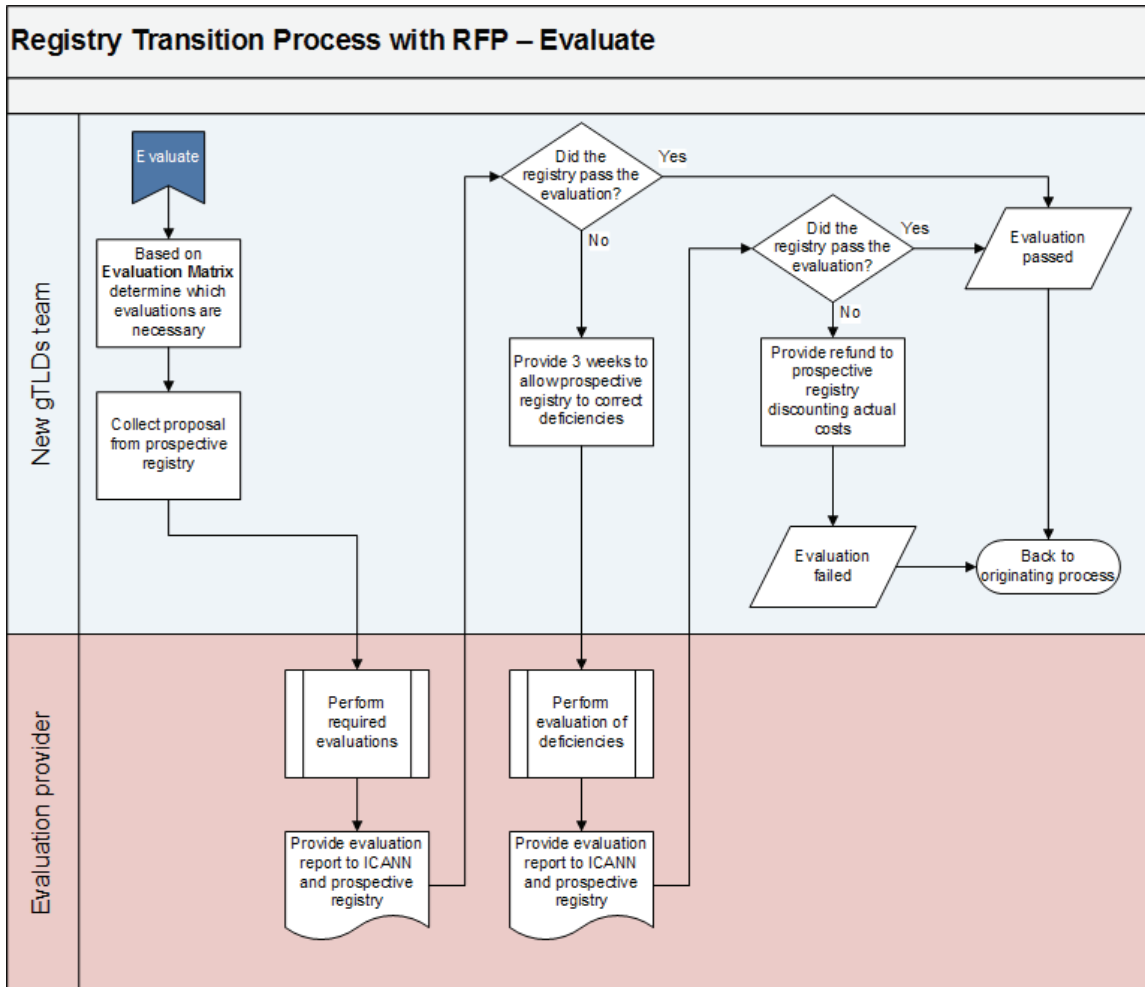 Registry Transition Process with RFP – Evaluate
New gTLDs team
Evaluate
Based on
Evaluation Matrix
determine which
evaluations are
necessary
Collect proposal
from prospective
registry
Did the
registry pass the
evaluation?
Yes
No
Provide 3 weeks to
allow prospective
registry to correct
deficiencies
Did the
registry pass the
evaluation?
Yes
No
Provide refund to
prospective
registry
discounting actual
costs
Evaluation
passed
Evaluation
failed
Back to
originating process
Evaluation provider
Perform
required
evaluations
Provide evaluation
report to ICANN
and prospective
registry
Perform
evaluation of
deficiencies
Provide evaluation
report to ICANN
and prospective
registry